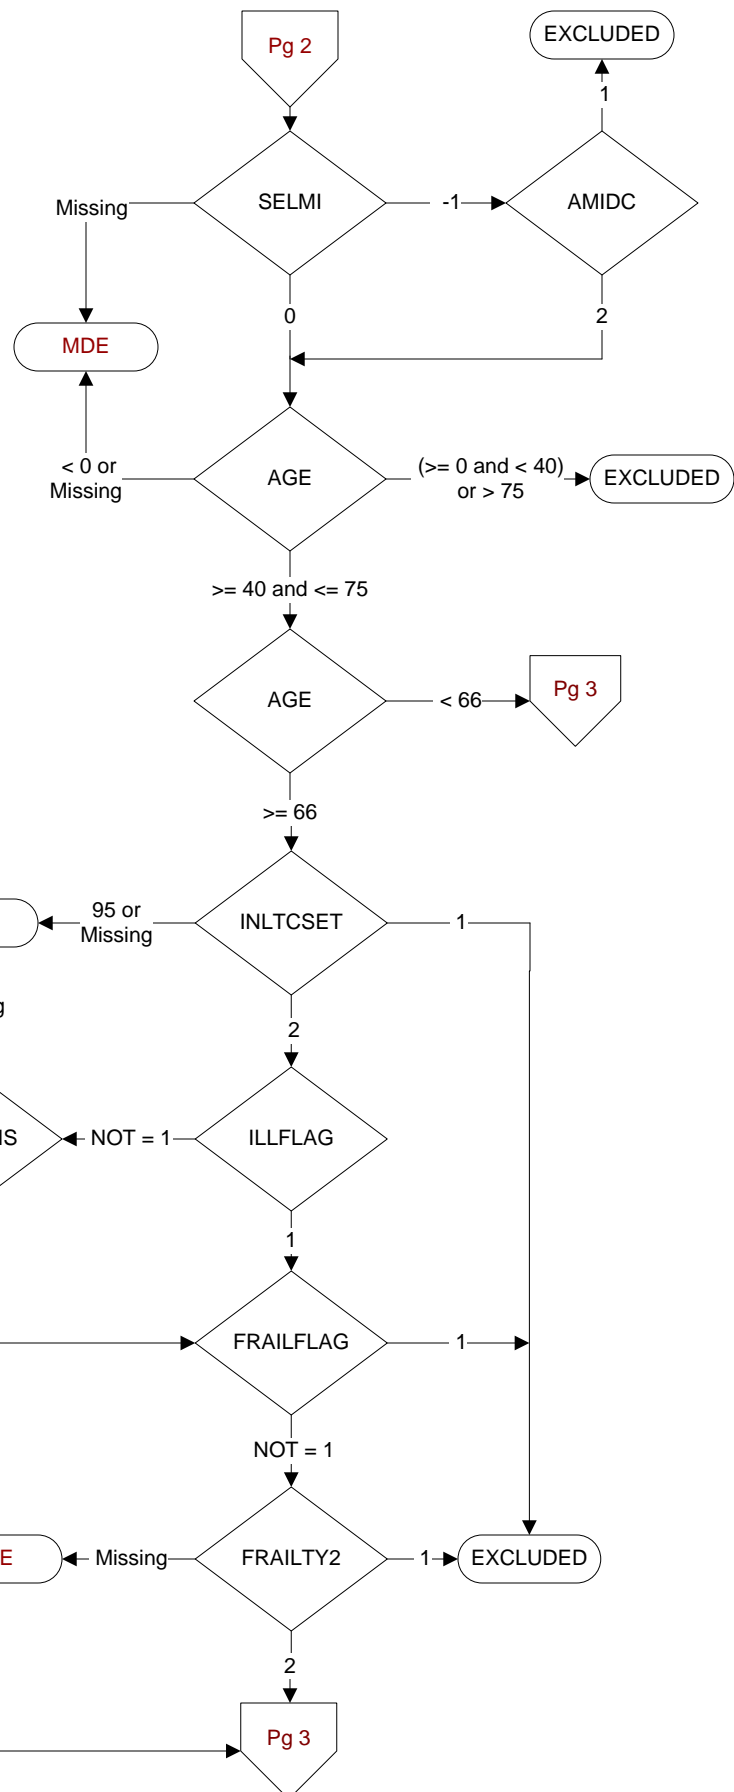 Pg 2
EXCLUDED
1
SELMI
-1
AMIDC
Missing
0
2
MDE
< 0 or
Missing
AGE
(>= 0 and < 40)
or > 75
EXCLUDED
>= 40 and <= 75
AGE
< 66
Pg 3
>= 66
95 or
Missing
INLTCSET
1
2
NOT = 1
ILLFLAG
1
FRAILFLAG
1
NOT = 1
E
Missing
FRAILTY2
1
EXCLUDED
2
Pg 3